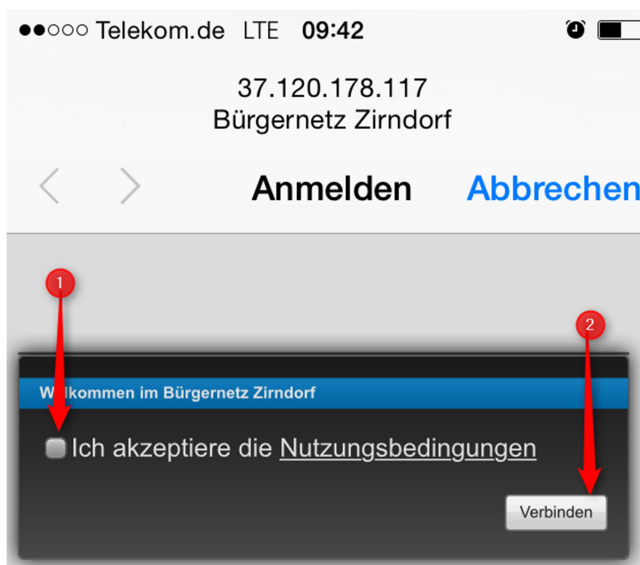 Telekom.de LTE 09:42
37.120.178.117
Bürgernetz Zirndorf
Anmelden Abbrechen
1
2
Willkommen im Bürgernetz Zirndorf
Ich akzeptiere die Nutzungsbedingungen
Verbinden